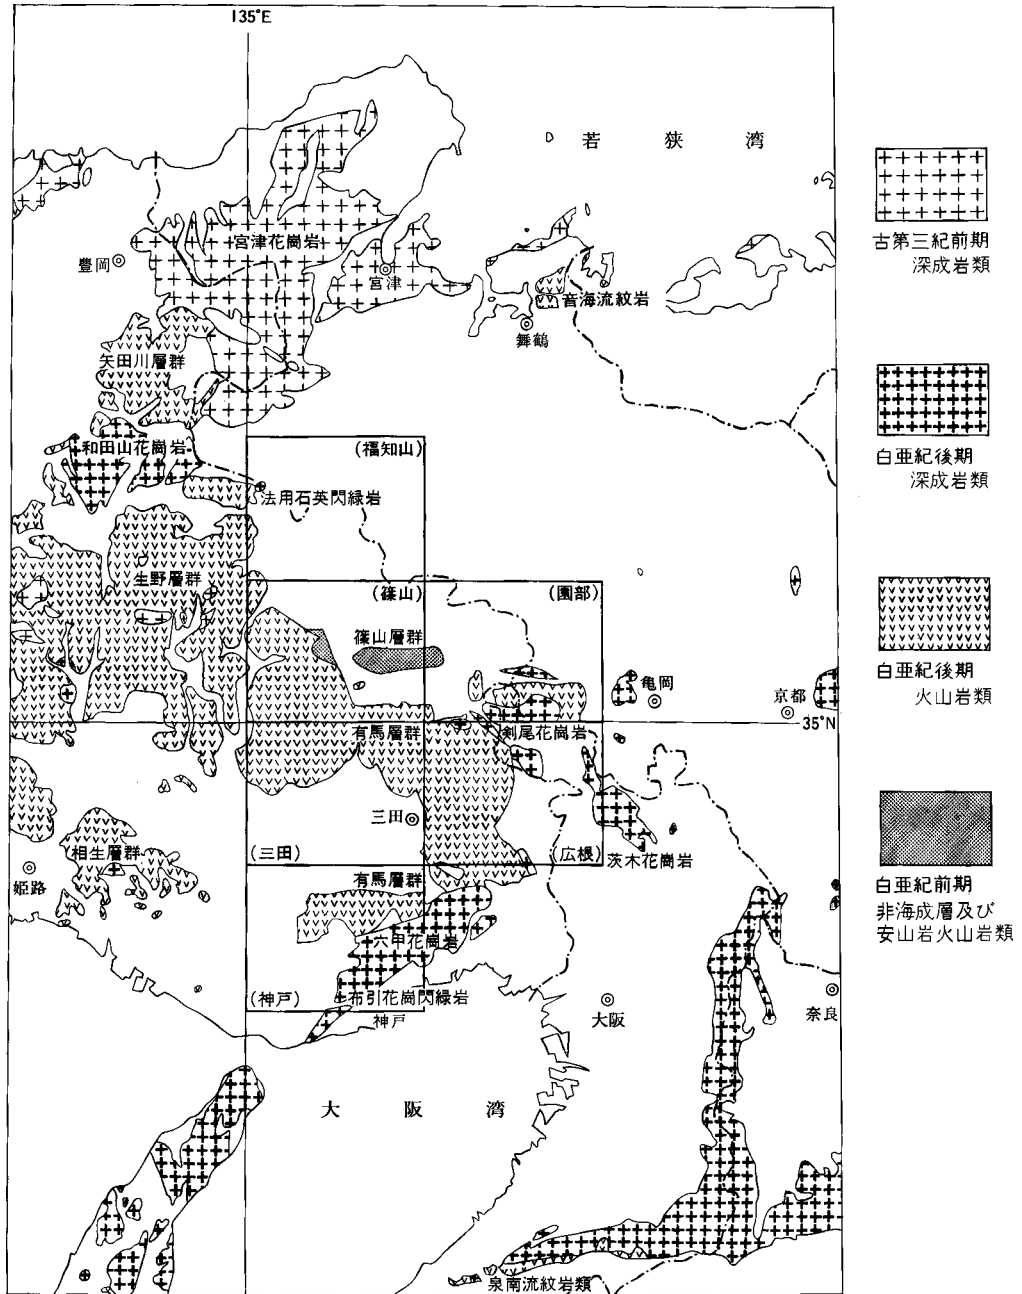 135°E
若狭湾
古第三紀前期
深成岩類
宮津花崗岩
豊岡
宮津
音海流紋岩
舞鶴
矢田川層群
和田山花崗岩
(福知山)
白亜紀後期
深成岩類
法用石英閃緑岩
生野層群
(篠山)
(園部)
篠山層群
亀岡
京都
白亜紀後期
火山岩類
35°N
有馬層群
剣尾花崗岩
三田
相生層群
(三田)
(広根)
茨木花崗岩
姫路
有馬層群
白亜紀前期
非海成層及び
安山岩火山岩類
六甲花崗岩
(神戸)
布引花崗閃緑岩
神戸
大阪
奈良
大阪湾
泉南流紋岩類